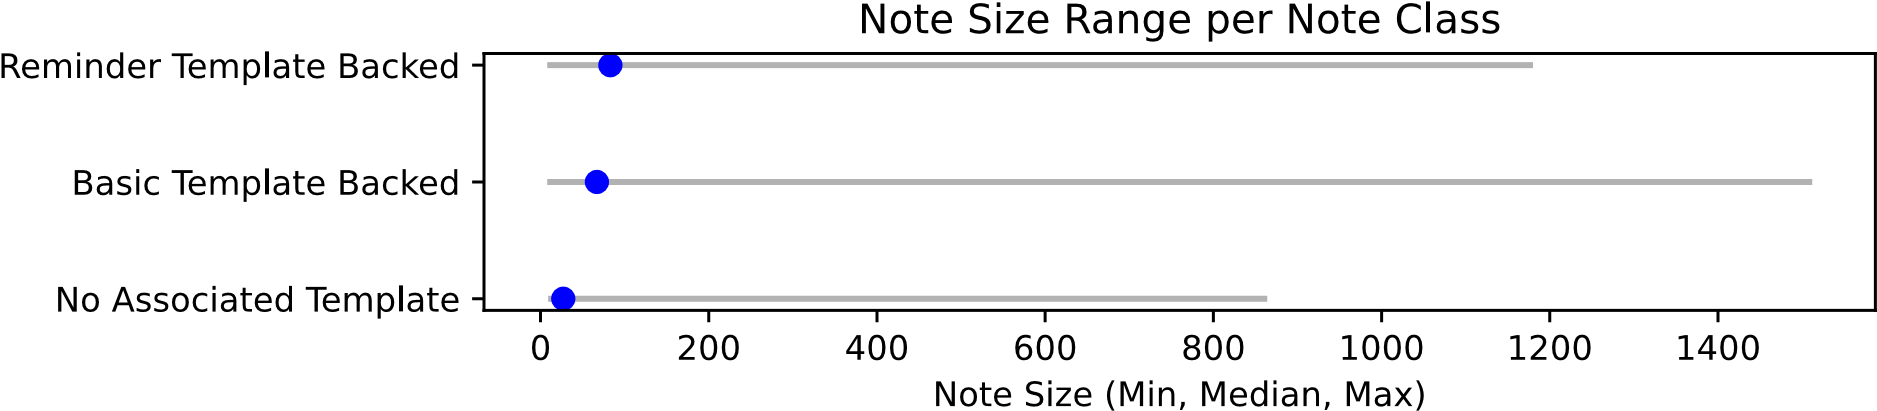 Note Size Range per Note Class
Reminder Template Backed
Basic Template Backed
No Associated Template
0 200 400 600 800 1000 1200 1400
Note Size (Min, Median, Max)